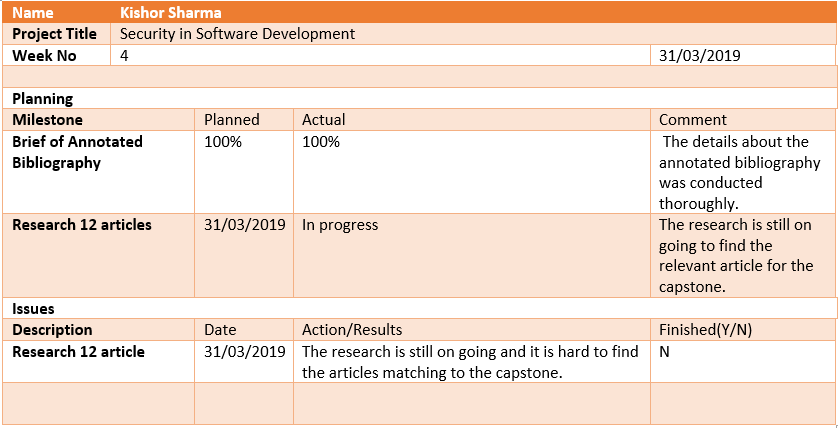 Name Kishor Sharma
Project Title Security in Software Development
Week No 4 31/03/2019
Planning
Milestone Planned Actual Comment
Brief of Annotated Bibliography 100% 100% The details about the annotated bibliography was conducted thoroughly.
Research 12 articles 31/03/2019 In progress The research is still on going to find the relevant article for the capstone.
Issues
Description Date Action/Results Finished(Y/N)
Research 12 article 31/03/2019 The research is still on going and it is hard to find the articles matching to the capstone. N